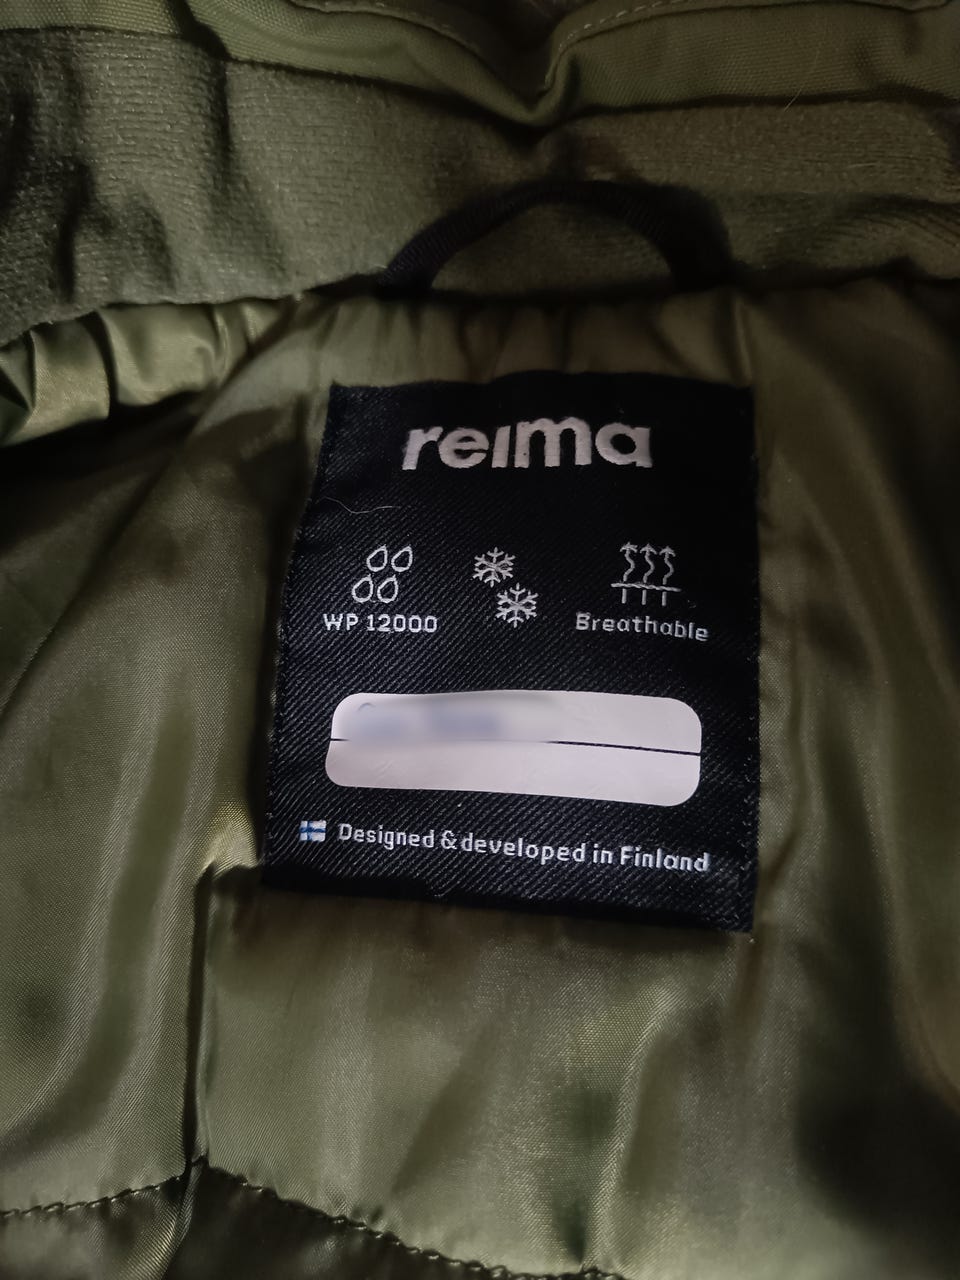 reima
WP 12000
Breathable
Designed & developed in Finland